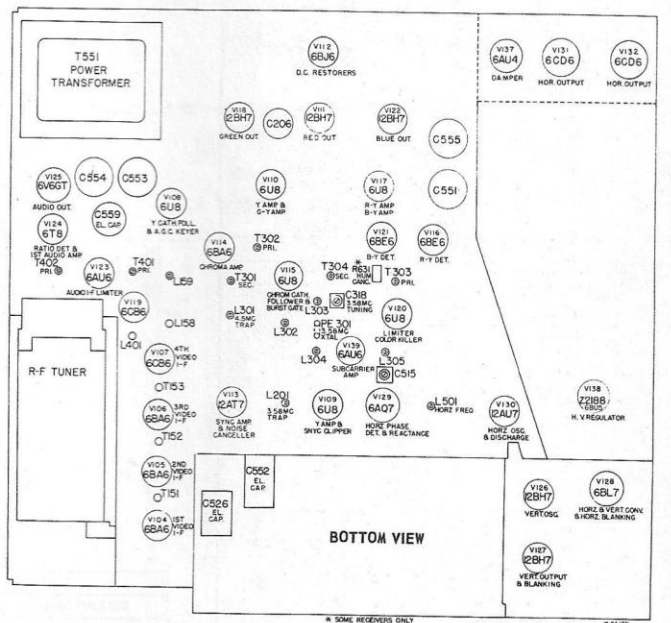 T551
POWER
TRANSFORMER
V112
6BJ6
D.C. RESTORERS
V137
6AU4
DAMPER
V131
6CD6
HOR. OUTPUT
V132
6CD6
HOR. OUTPUT
V118
12BH7
GREEN OUT.
C206
V111
12BH7
RED OUT
V122
12BH7
BLUE OUT
C555
V125
6V6GT
AUDIO OUT.
C554
C553
V108
6U8
Y CATH. FOLL.
& A.G.C. KEYER
V110
6U8
Y AMP &
G-Y AMP
V117
6U8
R-Y AMP
B-Y AMP
C551
C559
EL. CAP
V124
6T8
RATIO DET &
1ST AUDIO AMP
V114
6BA6
CHROMA AMP
T302
PRI.
V121
6BE6
B-Y DET.
V116
6BE6
R-Y DET.
T402
PRI.
V123
6AU6
AUDIO I-F LIMITER
T401
PRI.
L159
T301
SEC.
V115
6U8
CHROM CATH.
FOLLOWER &
BURST GATE
T304
SEC.
*
R631
HUM
CANC.
T303
PRI.
L303
C318
3.58MC
TUNING
V119
6CB6
L401
L158
L301
4.5MC
TRAP
L302
PE 301
3.58MC
XTAL
V120
6U8
LIMITER
COLOR KILLER
L304
V139
6AU6
SUBCARRIER
AMP
L305
C515
R-F TUNER
V107
6CB6
4TH
VIDEO
I-F
T153
V106
6BA6
3RD
VIDEO
I-F
T152
V113
12AT7
SYNC AMP
& NOISE
CANCELLER
L201
3.58MC
TRAP
V109
6U8
Y AMP &
SNYC CLIPPER
V129
6AQ7
HORZ PHASE
DET. & REACTANCE
L501
HORZ FREQ
V130
12AU7
HORZ OSC.
& DISCHARGE
V138
Z2188
6BU5
H. V. REGULATOR
V105
6BA6
2ND
VIDEO
I-F
T151
V104
6BA6
1ST
VIDEO
I-F
C526
EL.
CAP.
C552
EL.
CAP.
BOTTOM VIEW
V126
12BH7
VERT.OSC.
V128
6BL7
HORZ & VERT. CONV.
& HORZ. BLANKING
V127
12BH7
VERT. OUTPUT
& BLANKING
* SOME RECEIVERS ONLY